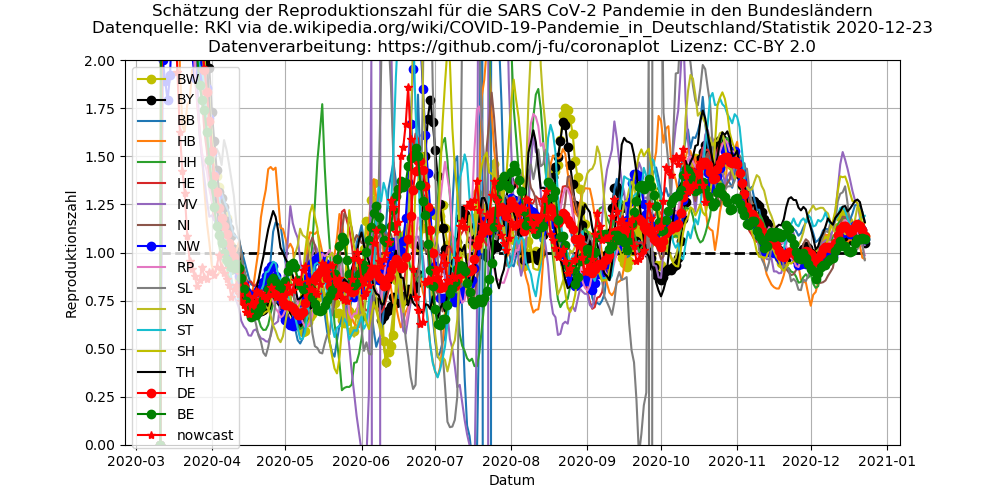 Schätzung der Reproduktionszahl für die SARS CoV-2 Pandemie in den Bundesländern
Datenquelle: RKI via de.wikipedia.org/wiki/COVID-19-Pandemie_in_Deutschland/Statistik 2020-12-23
Datenverarbeitung: https://github.com/j-fu/coronaplot  Lizenz: CC-BY 2.0
Reproduktionszahl
2.00
1.75
1.50
1.25
1.00
0.75
0.50
0.25
0.00
BW
BY
BB
HB
HH
HE
MV
NI
NW
RP
SL
SN
ST
SH
TH
DE
BE
nowcast
2020-03 2020-04 2020-05 2020-06 2020-07 2020-08 2020-09 2020-10 2020-11 2020-12 2021-01
Datum